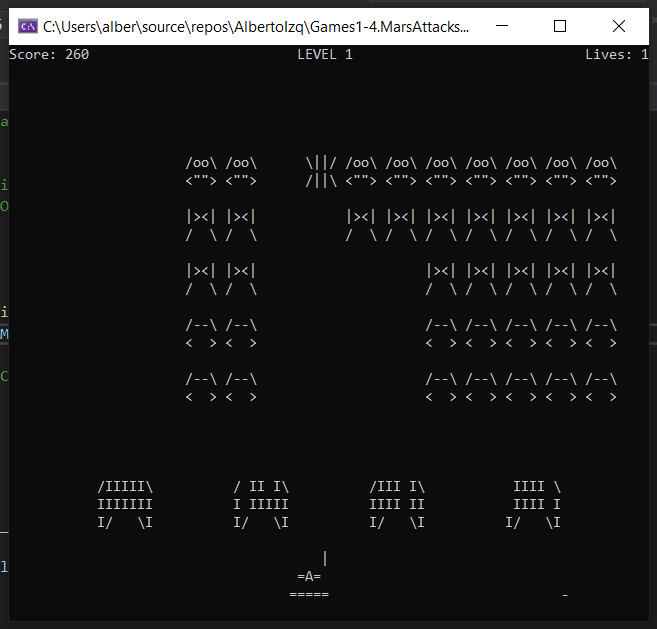 C:\Users\alber\source\repos\AlbertoIzq\Games1-4.MarsAttacks...
Score: 260 LEVEL 1 Lives: 1
/oo\ /oo\      \||/ /oo\ /oo\ /oo\ /oo\ /oo\ /oo\ /oo\
<""> <"">      /||\ <""> <""> <""> <""> <""> <""> <"">
|><| |><|           |><| |><| |><| |><| |><| |><| |><|
/  \ /  \           /  \ /  \ /  \ /  \ /  \ /  \ /  \
|><| |><|                     |><| |><| |><| |><| |><|
/  \ /  \                     /  \ /  \ /  \ /  \ /  \
/--\ /--\                     /--\ /--\ /--\ /--\ /--\
<  > <  >                     <  > <  > <  > <  > <  >
/--\ /--\                     /--\ /--\ /--\ /--\ /--\
<  > <  >                     <  > <  > <  > <  > <  >
/IIIII\          / II I\          /III I\           IIII \
IIIIIII          I IIIII          IIII II           IIII I
I/   \I          I/   \I          I/   \I          I/   \I
|
=A=
=====                             -